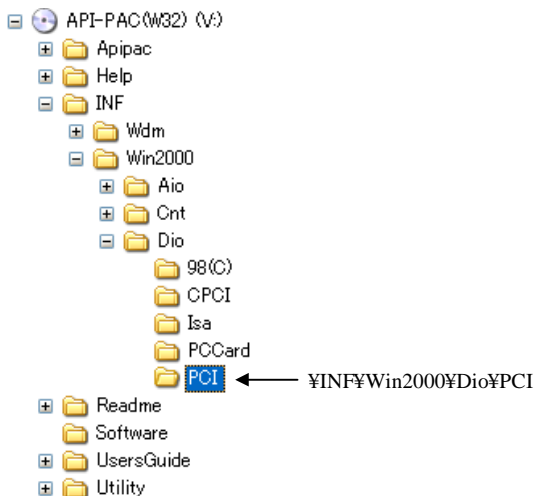 API-PAC(W32) (V:)
Apipac
Help
INF
Wdm
Win2000
Aio
Cnt
Dio
98(C)
CPCI
Isa
PCCard
PCI ¥INF¥Win2000¥Dio¥PCI
Readme
Software
UsersGuide
Utility